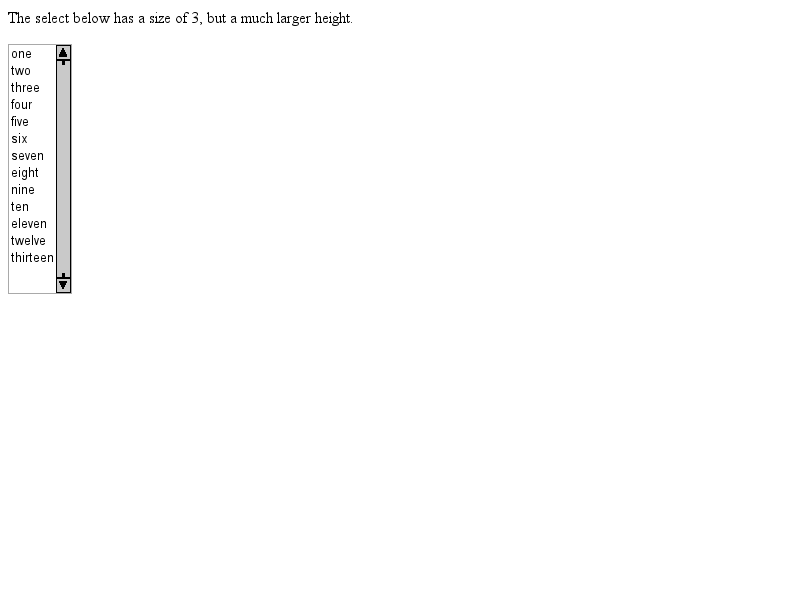 The select below has a size of 3, but a much larger height.
one
two
three
four
five
six
seven
eight
nine
ten
eleven
twelve
thirteen